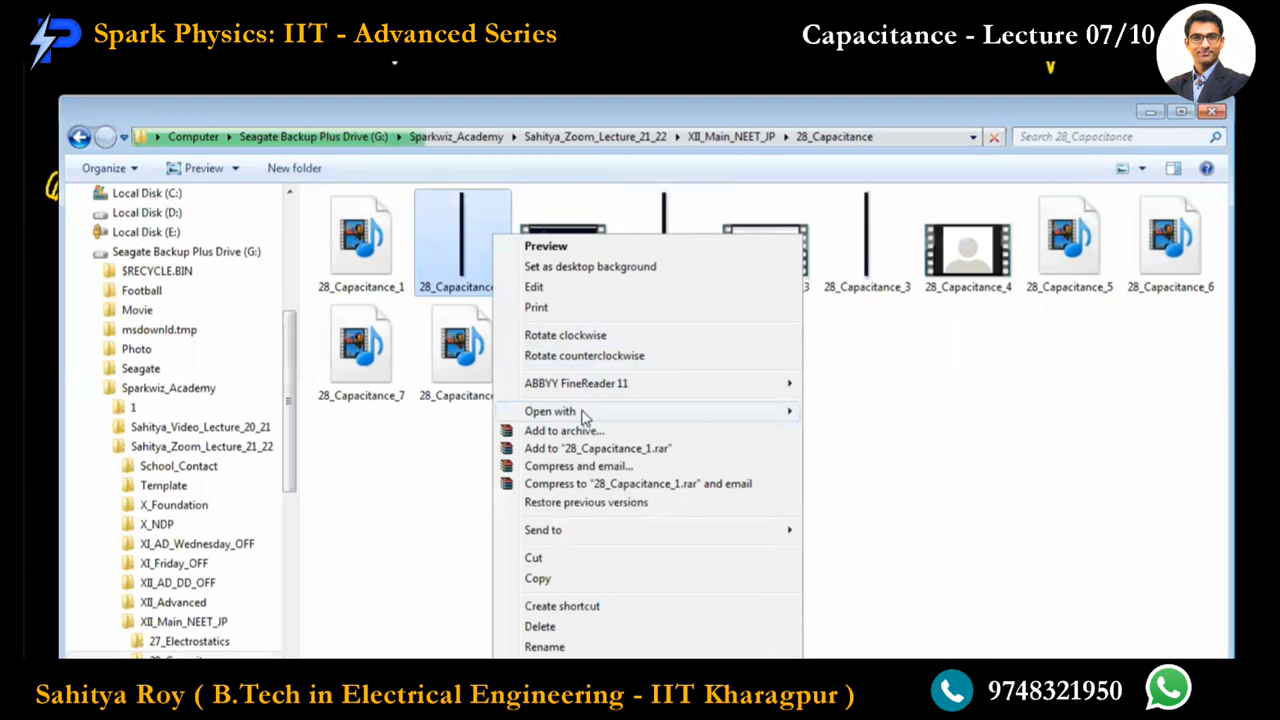 Spark Physics: IIT - Advanced Series
Capacitance - Lecture 07/10
Computer
Seagate Backup Plus Drive (G:)
Sparkwiz_Academy
Sahitya_Zoom_Lecture_21_22
XII_Main_NEET_JP
28_Capacitance
Search 28_Capacitance
Organize
Preview
New folder
Local Disk (C:)
Local Disk (D:)
Local Disk (E:)
Seagate Backup Plus Drive (G:)
$RECYCLE.BIN
Football
Movie
msdownld.tmp
Photo
Seagate
Sparkwiz_Academy
1
Sahitya_Video_Lecture_20_21
Sahitya_Zoom_Lecture_21_22
School_Contact
Template
X_Foundation
X_NDP
XI_AD_Wednesday_OFF
XI_Friday_OFF
XII_AD_DD_OFF
XII_Advanced
XII_Main_NEET_JP
27_Electrostatics
28_Capacitance_1
28_Capacitance
3
28_Capacitance_3
28_Capacitance_4
28_Capacitance_5
28_Capacitance_6
28_Capacitance_7
28_Capacitance
Preview
Set as desktop background
Edit
Print
Rotate clockwise
Rotate counterclockwise
ABBYY FineReader 11
Open with
Add to archive...
Add to "28_Capacitance_1.rar"
Compress and email...
Compress to "28_Capacitance_1.rar" and email
Restore previous versions
Send to
Cut
Copy
Create shortcut
Delete
Rename
Sahitya Roy ( B.Tech in Electrical Engineering - IIT Kharagpur )
9748321950